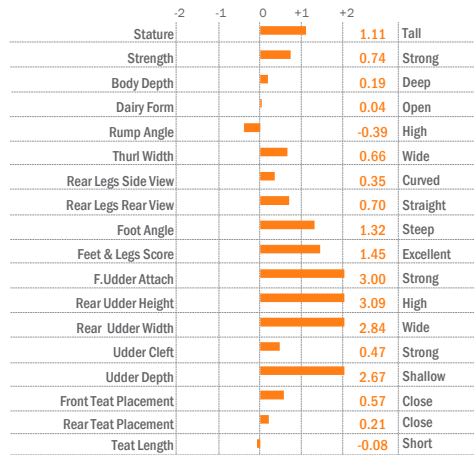 -2 -1 0 +1 +2
Stature 1.11 Tall
Strength 0.74 Strong
Body Depth 0.19 Deep
Dairy Form 0.04 Open
Rump Angle -0.39 High
Thurl Width 0.66 Wide
Rear Legs Side View 0.35 Curved
Rear Legs Rear View 0.70 Straight
Foot Angle 1.32 Steep
Feet & Legs Score 1.45 Excellent
F.Udder Attach 3.00 Strong
Rear Udder Height 3.09 High
Rear Udder Width 2.84 Wide
Udder Cleft 0.47 Strong
Udder Depth 2.67 Shallow
Front Teat Placement 0.57 Close
Rear Teat Placement 0.21 Close
Teat Length -0.08 Short